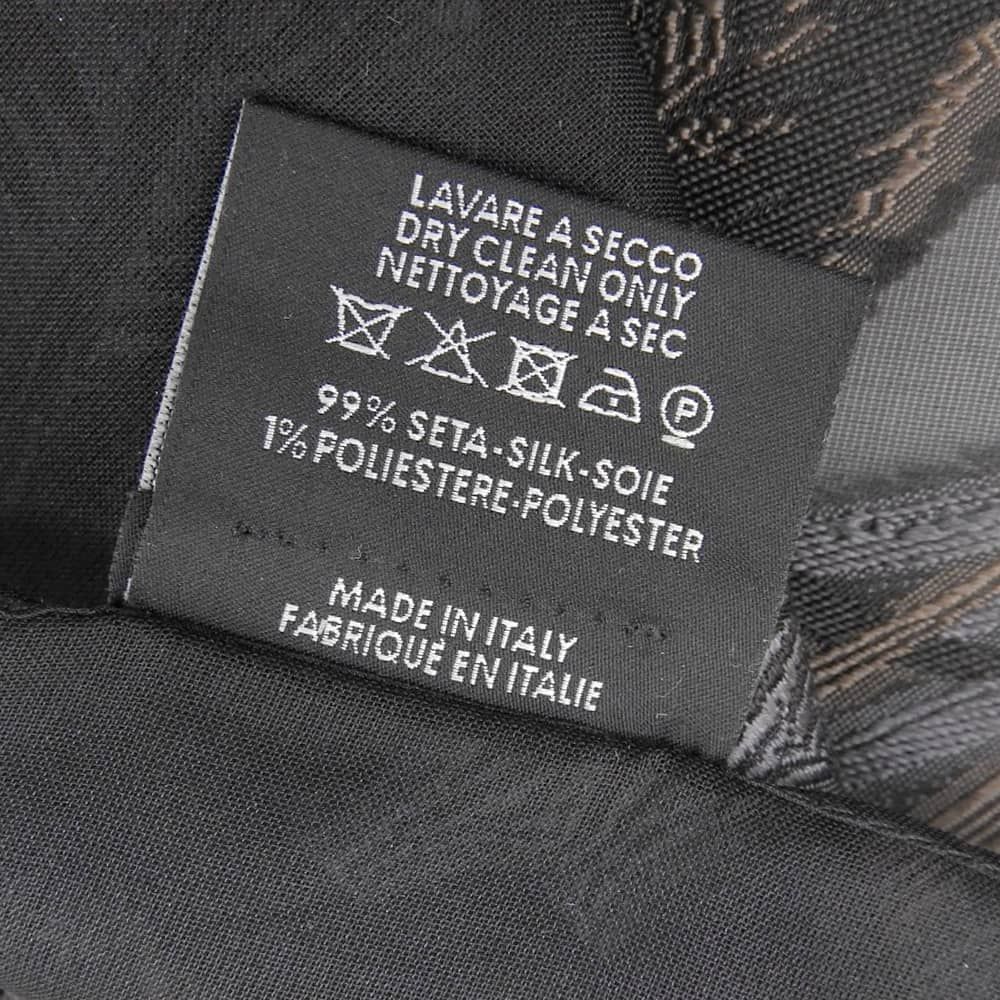 LAVARE A SECCO
DRY CLEAN ONLY
NETTOYAGE A SEC
P
99% SETA-SILK-SOIE
1% POLIESTERE-POLYESTER
MADE IN ITALY
FABRIQUÉ EN ITALIE